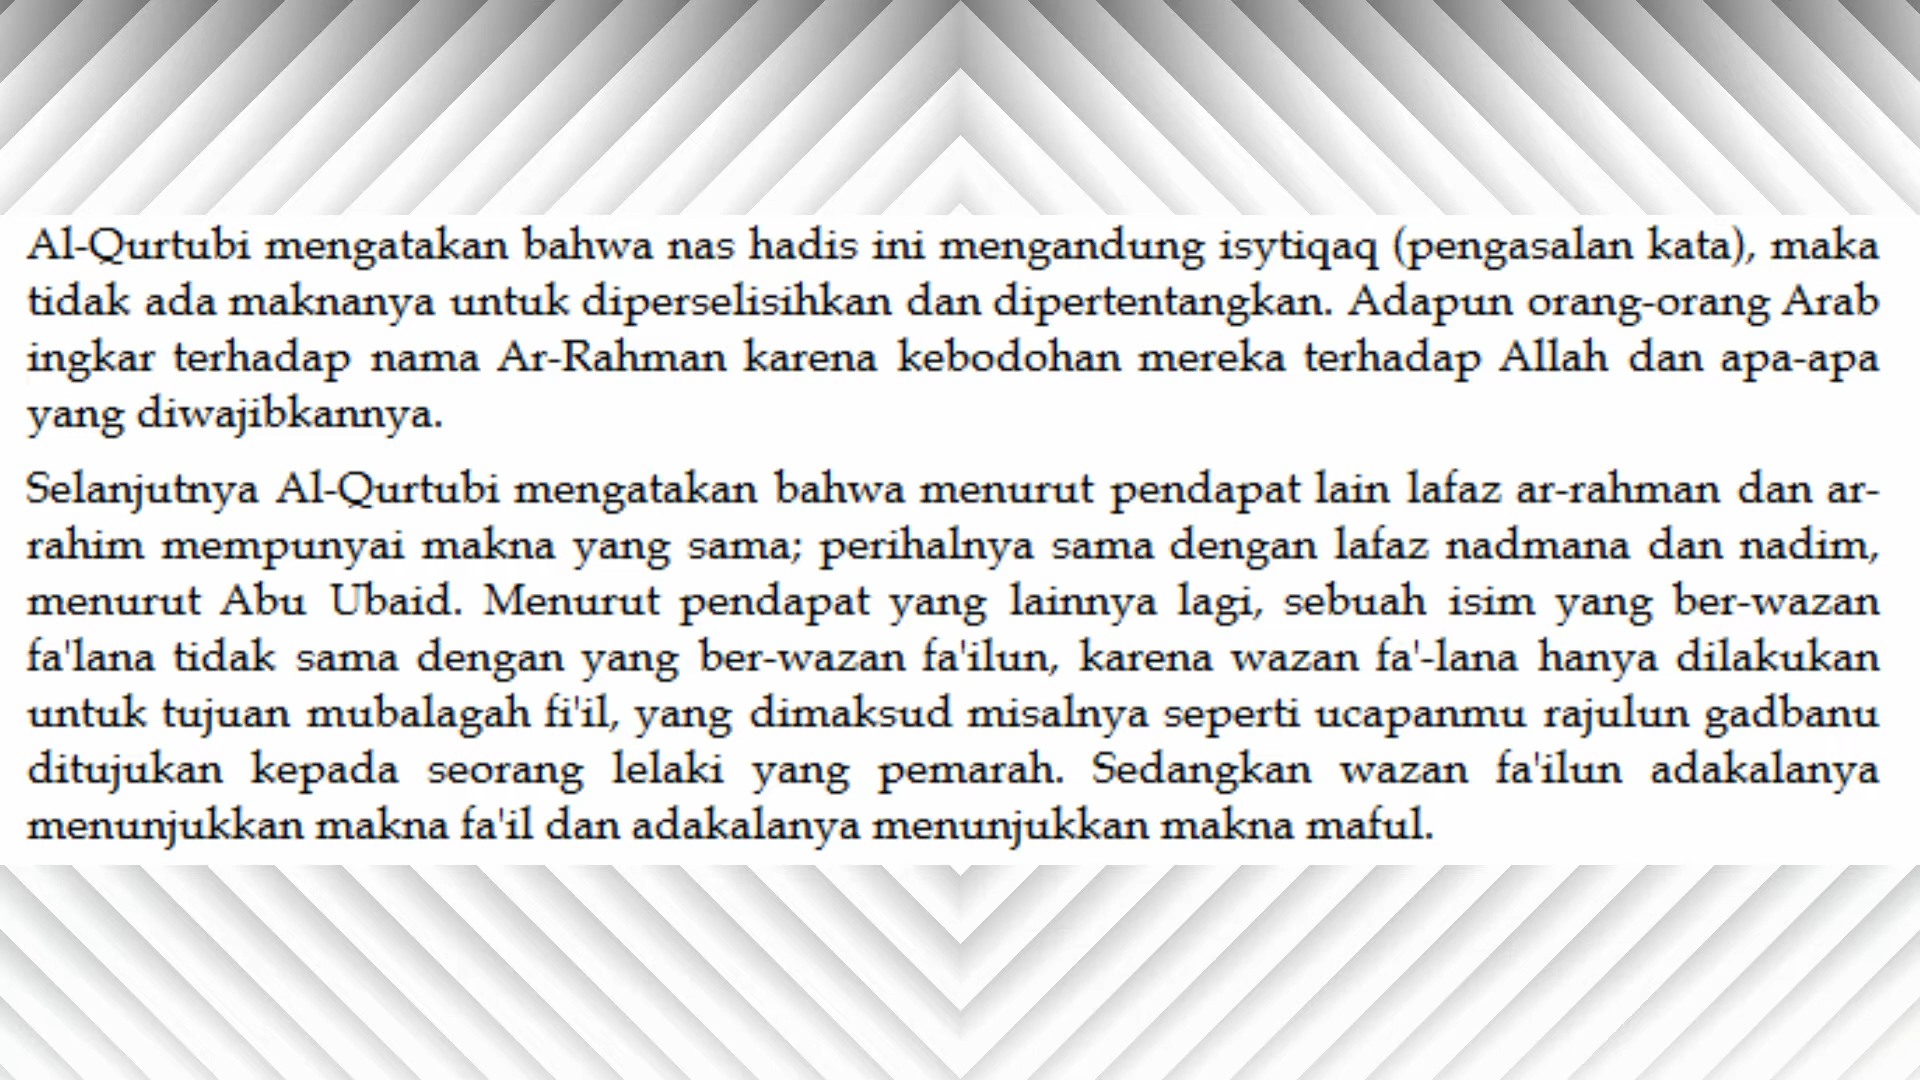 Al-Qurtubi mengatakan bahwa nas hadis ini mengandung isytiqaq (pengasalan kata), maka
tidak ada maknanya untuk diperselisihkan dan dipertentangkan. Adapun orang-orang Arab
ingkar terhadap nama Ar-Rahman karena kebodohan mereka terhadap Allah dan apa-apa
yang diwajibkannya.
Selanjutnya Al-Qurtubi mengatakan bahwa menurut pendapat lain lafaz ar-rahman dan ar-
rahim mempunyai makna yang sama; perihalnya sama dengan lafaz nadmana dan nadim,
menurut Abu Ubaid. Menurut pendapat yang lainnya lagi, sebuah isim yang ber-wazan
fa'lana tidak sama dengan yang ber-wazan fa'ilun, karena wazan fa'-lana hanya dilakukan
untuk tujuan mubalagah fi'il, yang dimaksud misalnya seperti ucapanmu rajulun gadbanu
ditujukan kepada seorang lelaki yang pemarah. Sedangkan wazan fa'ilun adakalanya
menunjukkan makna fa'il dan adakalanya menunjukkan makna maful.